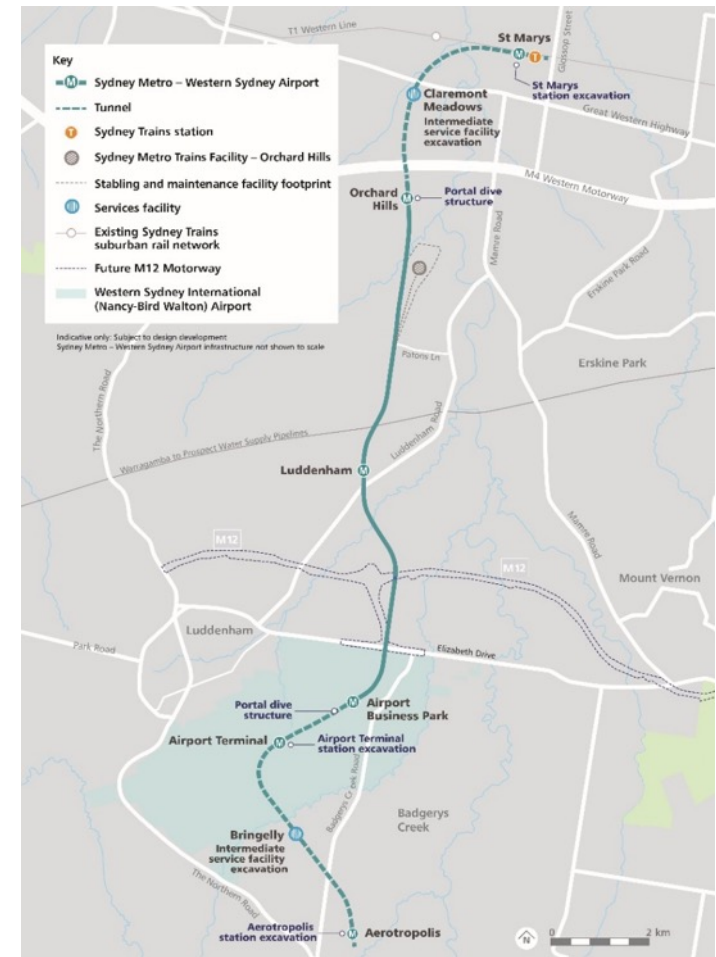 T1 Western Line
St Marys
Glossop Street
St Marys
station excavation
Key
Sydney Metro – Western Sydney Airport
Tunnel
Sydney Trains station
Sydney Metro Trains Facility – Orchard Hills
Stabling and maintenance facility footprint
Services facility
Existing Sydney Trains
suburban rail network
Future M12 Motorway
Western Sydney International
(Nancy-Bird Walton) Airport
Indicative only: Subject to design development
Sydney Metro – Western Sydney Airport infrastructure not shown to scale
Claremont
Meadows
Intermediate
service facility
excavation
Great Western Highway
M4 Western Motorway
Orchard
Hills
Portal dive
structure
Mamre Road
Erskine Park Road
Patons Ln
Erskine Park
The Northern Road
Warragamba to Prospect Water Supply Pipelines
Luddenham Road
Luddenham
Mamre Road
M12
M12
Mount Vernon
Luddenham
Park Road
Elizabeth Drive
Portal dive
structure
Airport
Business Park
Airport Terminal
Airport Terminal
station excavation
Badgerys Creek Road
Badgerys
Creek
Bringelly
Intermediate
service facility
excavation
The Northern Road
Aerotropolis
station excavation
Aerotropolis
N
0 2 km
M
T
M
M
M
M
M
M
T